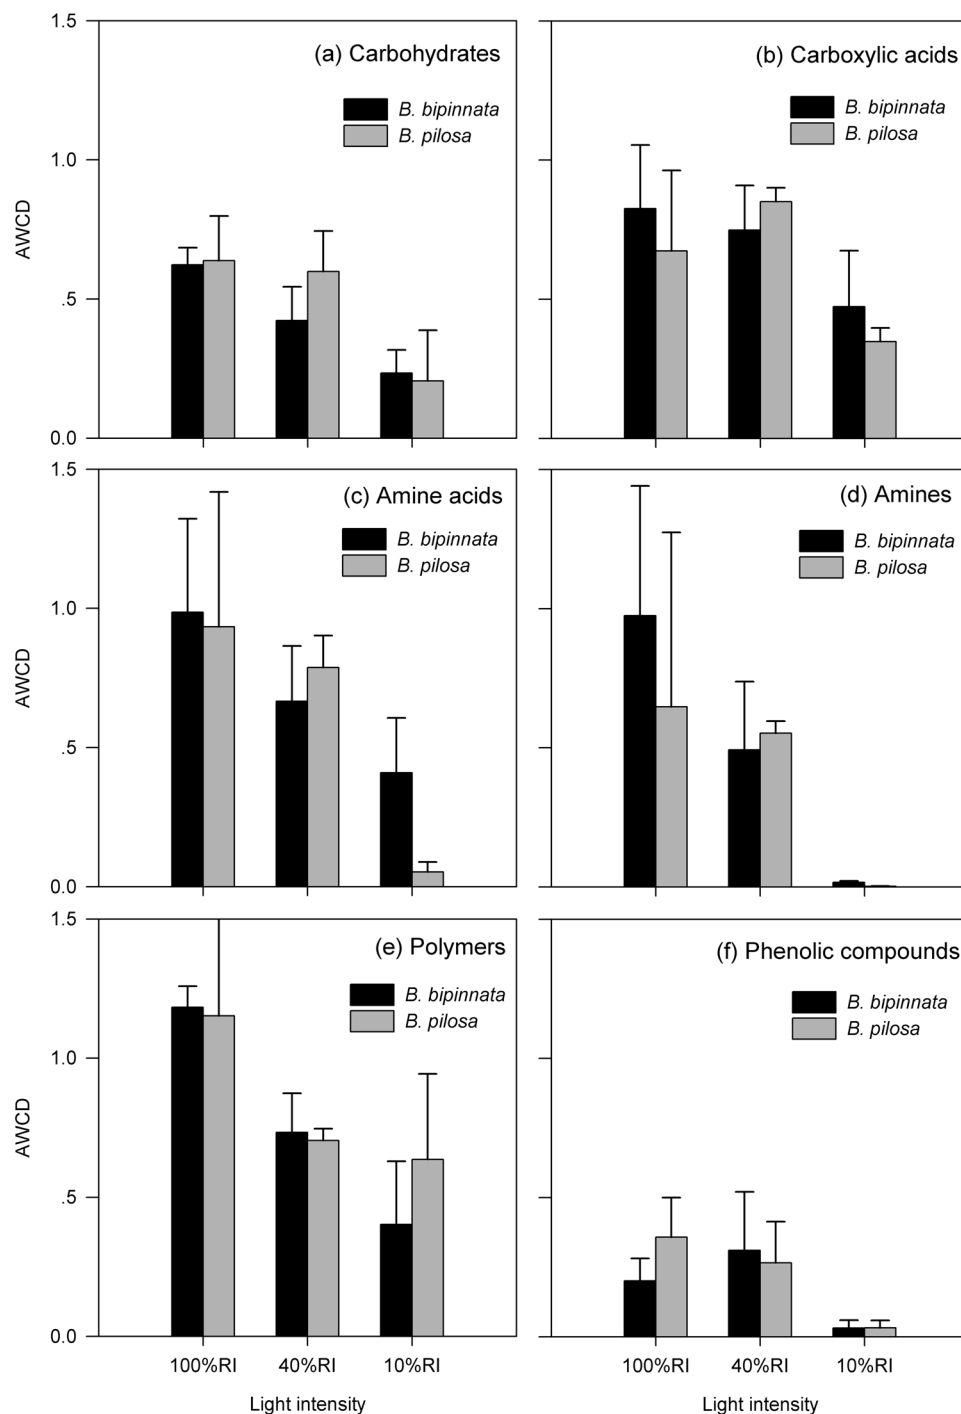 1.5
(a) Carbohydrates
B. bipinnata
B. pilosa
1.0
AWCD
.5
0.0
(b) Carboxylic acids
B. bipinnata
B. pilosa
1.5
(c) Amine acids
B. bipinnata
B. pilosa
1.0
AWCD
.5
0.0
(d) Amines
B. bipinnata
B. pilosa
1.5
(e) Polymers
B. bipinnata
B. pilosa
1.0
AWCD
.5
0.0
100%RI 40%RI 10%RI
Light intensity
(f) Phenolic compounds
B. bipinnata
B. pilosa
100%RI 40%RI 10%RI
Light intensity